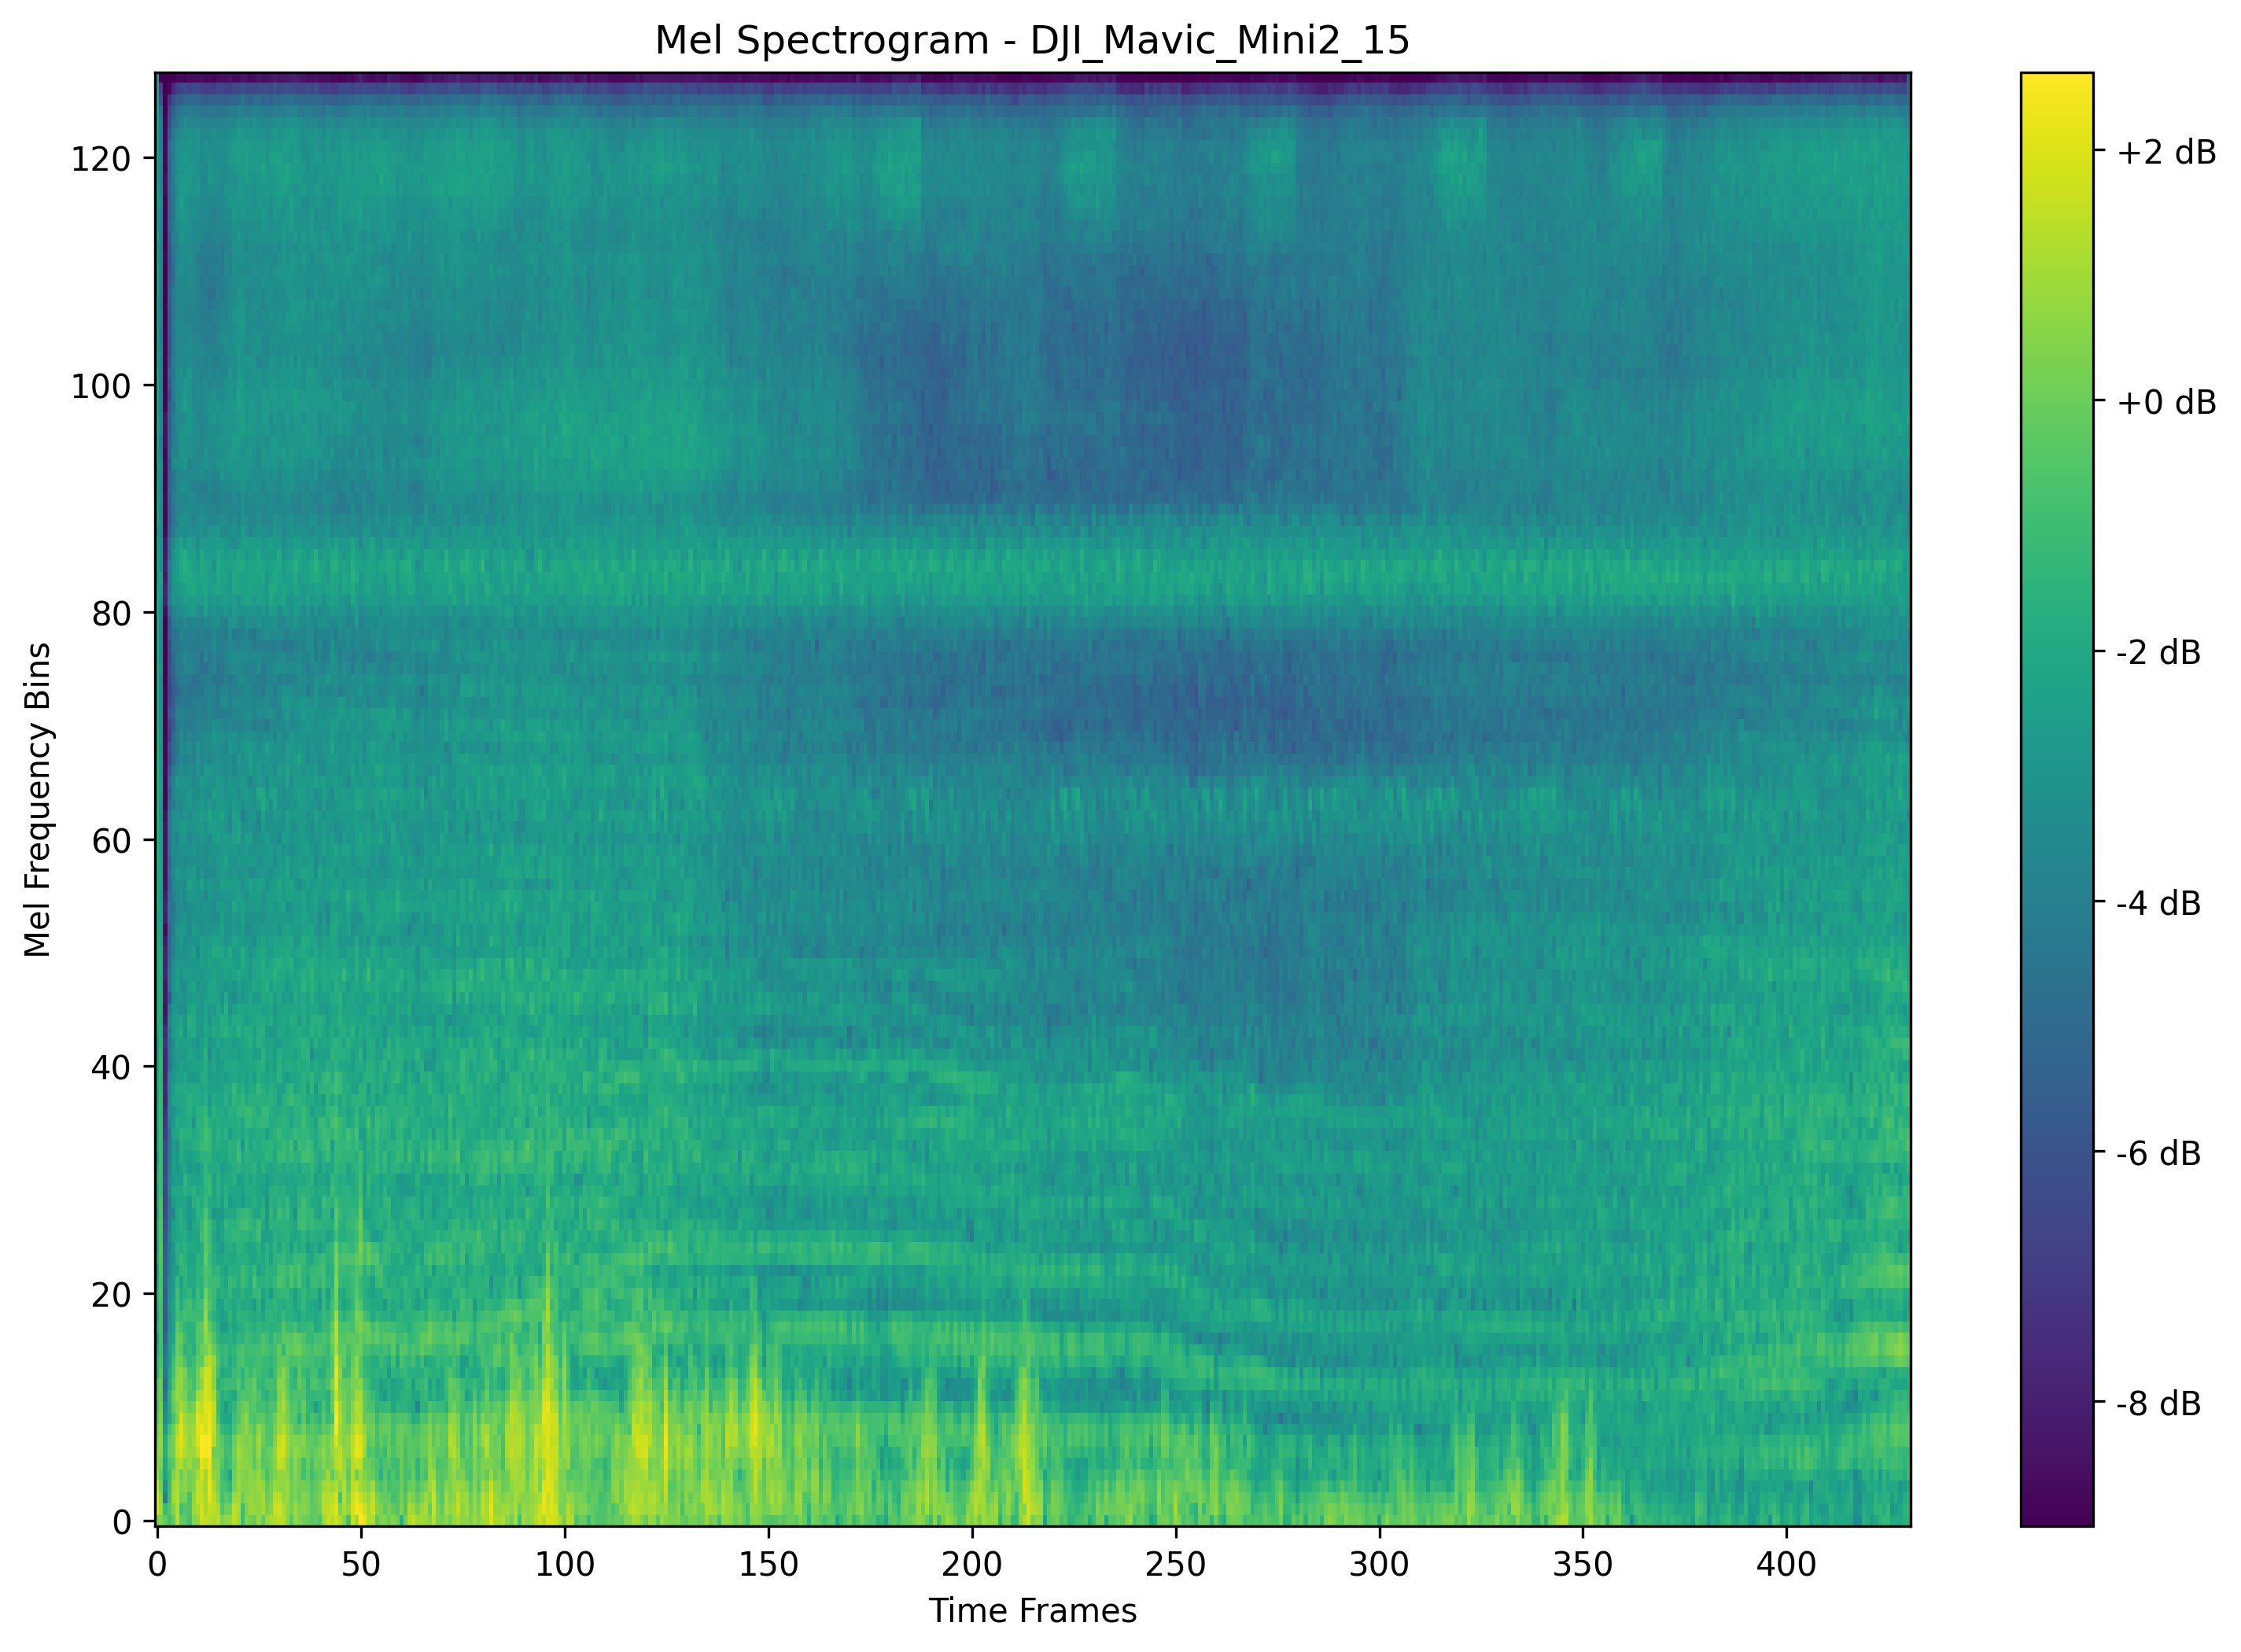 Mel Spectrogram - DJI_Mavic_Mini2_15
Mel Frequency Bins
120
100
80
60
40
20
0
0 50 100 150 200 250 300 350 400
Time Frames
+2 dB
+0 dB
-2 dB
-4 dB
-6 dB
-8 dB